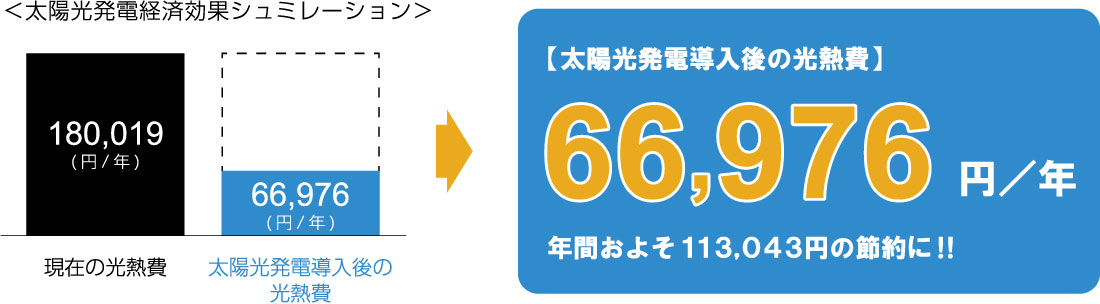 ＜太陽光発電経済効果シュミレーション＞
180,019
(円/年)
66,976
(円/年)
現在の光熱費
太陽光発電導入後の
光熱費
【太陽光発電導入後の光熱費】
66,976 円／年
年間およそ113,043円の節約に!!